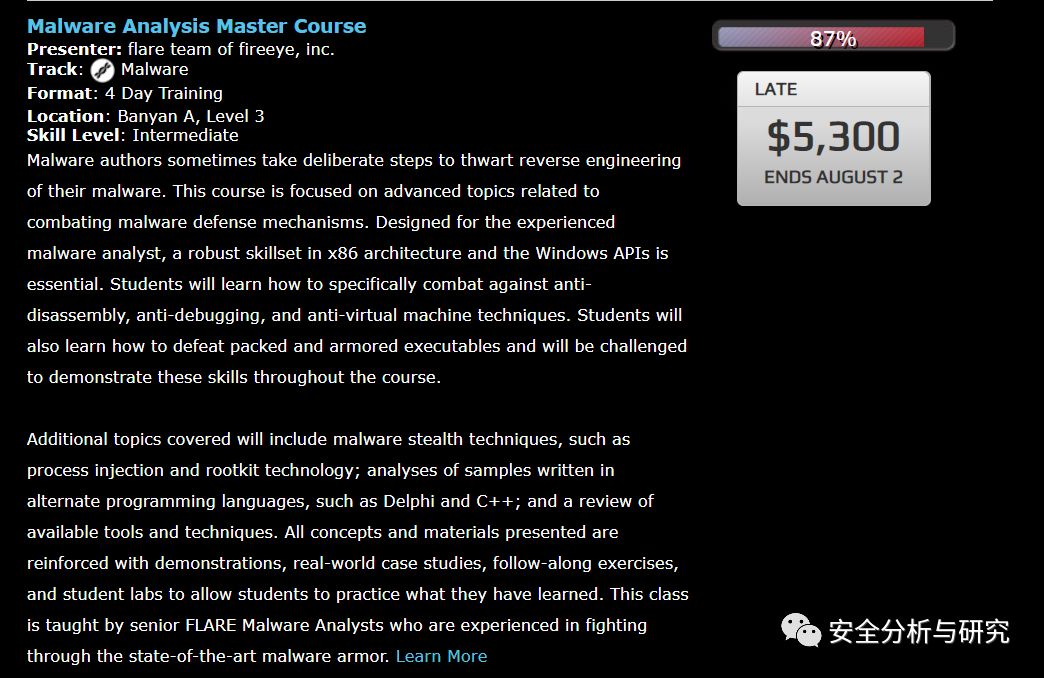 Malware Analysis Master Course
Presenter: flare team of fireeye, inc.
Track: Malware
Format: 4 Day Training
Location: Banyan A, Level 3
Skill Level: Intermediate
Malware authors sometimes take deliberate steps to thwart reverse engineering
of their malware. This course is focused on advanced topics related to
combating malware defense mechanisms. Designed for the experienced
malware analyst, a robust skillset in x86 architecture and the Windows APIs is
essential. Students will learn how to specifically combat against anti-
disassembly, anti-debugging, and anti-virtual machine techniques. Students will
also learn how to defeat packed and armored executables and will be challenged
to demonstrate these skills throughout the course.
Additional topics covered will include malware stealth techniques, such as
process injection and rootkit technology; analyses of samples written in
alternate programming languages, such as Delphi and C++; and a review of
available tools and techniques. All concepts and materials presented are
reinforced with demonstrations, real-world case studies, follow-along exercises,
and student labs to allow students to practice what they have learned. This class
is taught by senior FLARE Malware Analysts who are experienced in fighting
through the state-of-the-art malware armor. Learn More
87%
LATE
$5,300
ENDS AUGUST 2
安全分析与研究